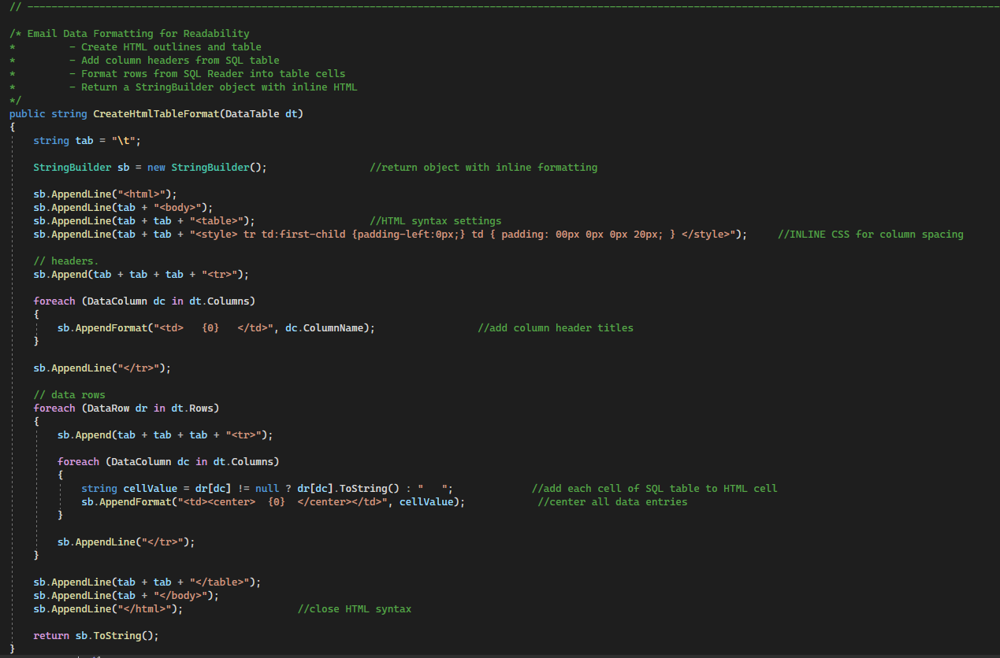 // ------------------------------------------------------------------------------------------------------------------------------------------------------------------
/* Email Data Formatting for Readability
*         - Create HTML outlines and table
*         - Add column headers from SQL table
*         - Format rows from SQL Reader into table cells
*         - Return a StringBuilder object with inline HTML
*/
public string CreateHtmlTableFormat(DataTable dt)
{
    string tab = "\t";
    StringBuilder sb = new StringBuilder();                 //return object with inline formatting
    sb.AppendLine("<html>");
    sb.AppendLine(tab + "<body>");
    sb.AppendLine(tab + tab + "<table>");                   //HTML syntax settings
    sb.AppendLine(tab + tab + "<style> tr td:first-child {padding-left:0px;} td { padding: 00px 0px 0px 20px; } </style>");     //INLINE CSS for column spacing
    // headers.
    sb.Append(tab + tab + tab + "<tr>");
    foreach (DataColumn dc in dt.Columns)
    {
        sb.AppendFormat("<td>   {0}   </td>", dc.ColumnName);                 //add column header titles
    }
    sb.AppendLine("</tr>");
    // data rows
    foreach (DataRow dr in dt.Rows)
    {
        sb.Append(tab + tab + tab + "<tr>");
        foreach (DataColumn dc in dt.Columns)
        {
            string cellValue = dr[dc] != null ? dr[dc].ToString() : "   ";             //add each cell of SQL table to HTML cell
            sb.AppendFormat("<td><center>  {0}  </center></td>", cellValue);            //center all data entries
        }
        sb.AppendLine("</tr>");
    }
    sb.AppendLine(tab + tab + "</table>");
    sb.AppendLine(tab + "</body>");
    sb.AppendLine("</html>");                   //close HTML syntax
    return sb.ToString();
}